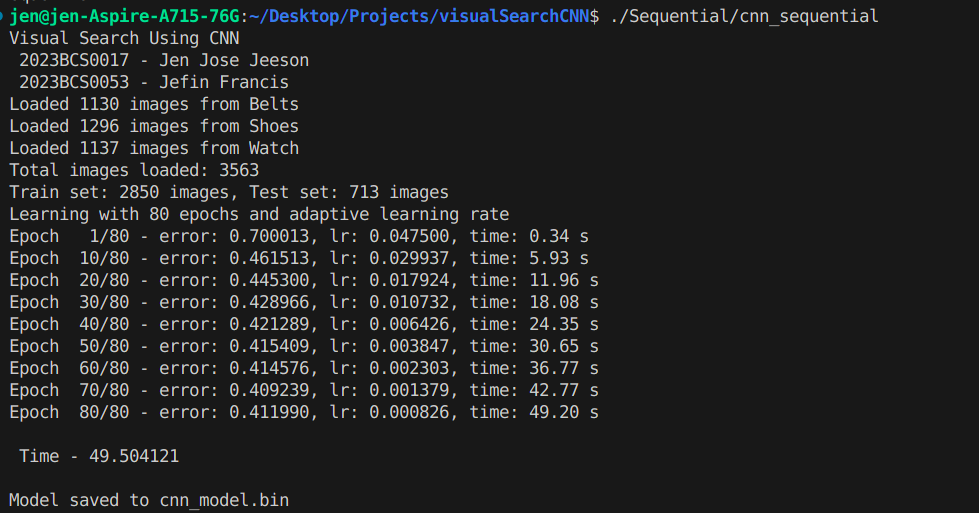 jen@jen-Aspire-A715-76G:~/Desktop/Projects/visualSearchCNN$ ./Sequential/cnn_sequential
Visual Search Using CNN
 2023BCS0017 - Jen Jose Jeeson
 2023BCS0053 - Jefin Francis
Loaded 1130 images from Belts
Loaded 1296 images from Shoes
Loaded 1137 images from Watch
Total images loaded: 3563
Train set: 2850 images, Test set: 713 images
Learning with 80 epochs and adaptive learning rate
Epoch   1/80 - error: 0.700013, lr: 0.047500, time: 0.34 s
Epoch  10/80 - error: 0.461513, lr: 0.029937, time: 5.93 s
Epoch  20/80 - error: 0.445300, lr: 0.017924, time: 11.96 s
Epoch  30/80 - error: 0.428966, lr: 0.010732, time: 18.08 s
Epoch  40/80 - error: 0.421289, lr: 0.006426, time: 24.35 s
Epoch  50/80 - error: 0.415409, lr: 0.003847, time: 30.65 s
Epoch  60/80 - error: 0.414576, lr: 0.002303, time: 36.77 s
Epoch  70/80 - error: 0.409239, lr: 0.001379, time: 42.77 s
Epoch  80/80 - error: 0.411990, lr: 0.000826, time: 49.20 s
 Time - 49.504121
Model saved to cnn_model.bin